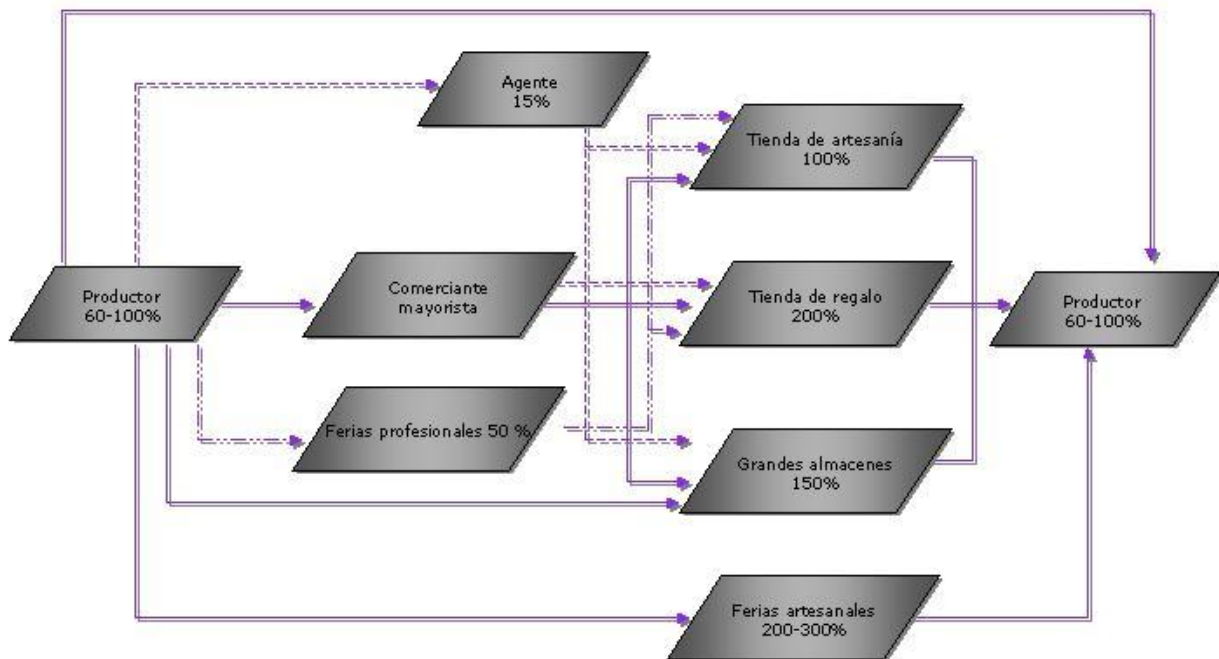 Agente
15%
Tienda de artesanía
100%
Productor
60-100%
Comerciante
mayorista
Tienda de regalo
200%
Productor
60-100%
Ferias profesionales 50 %
Grandes almacenes
150%
Ferias artesanales
200-300%